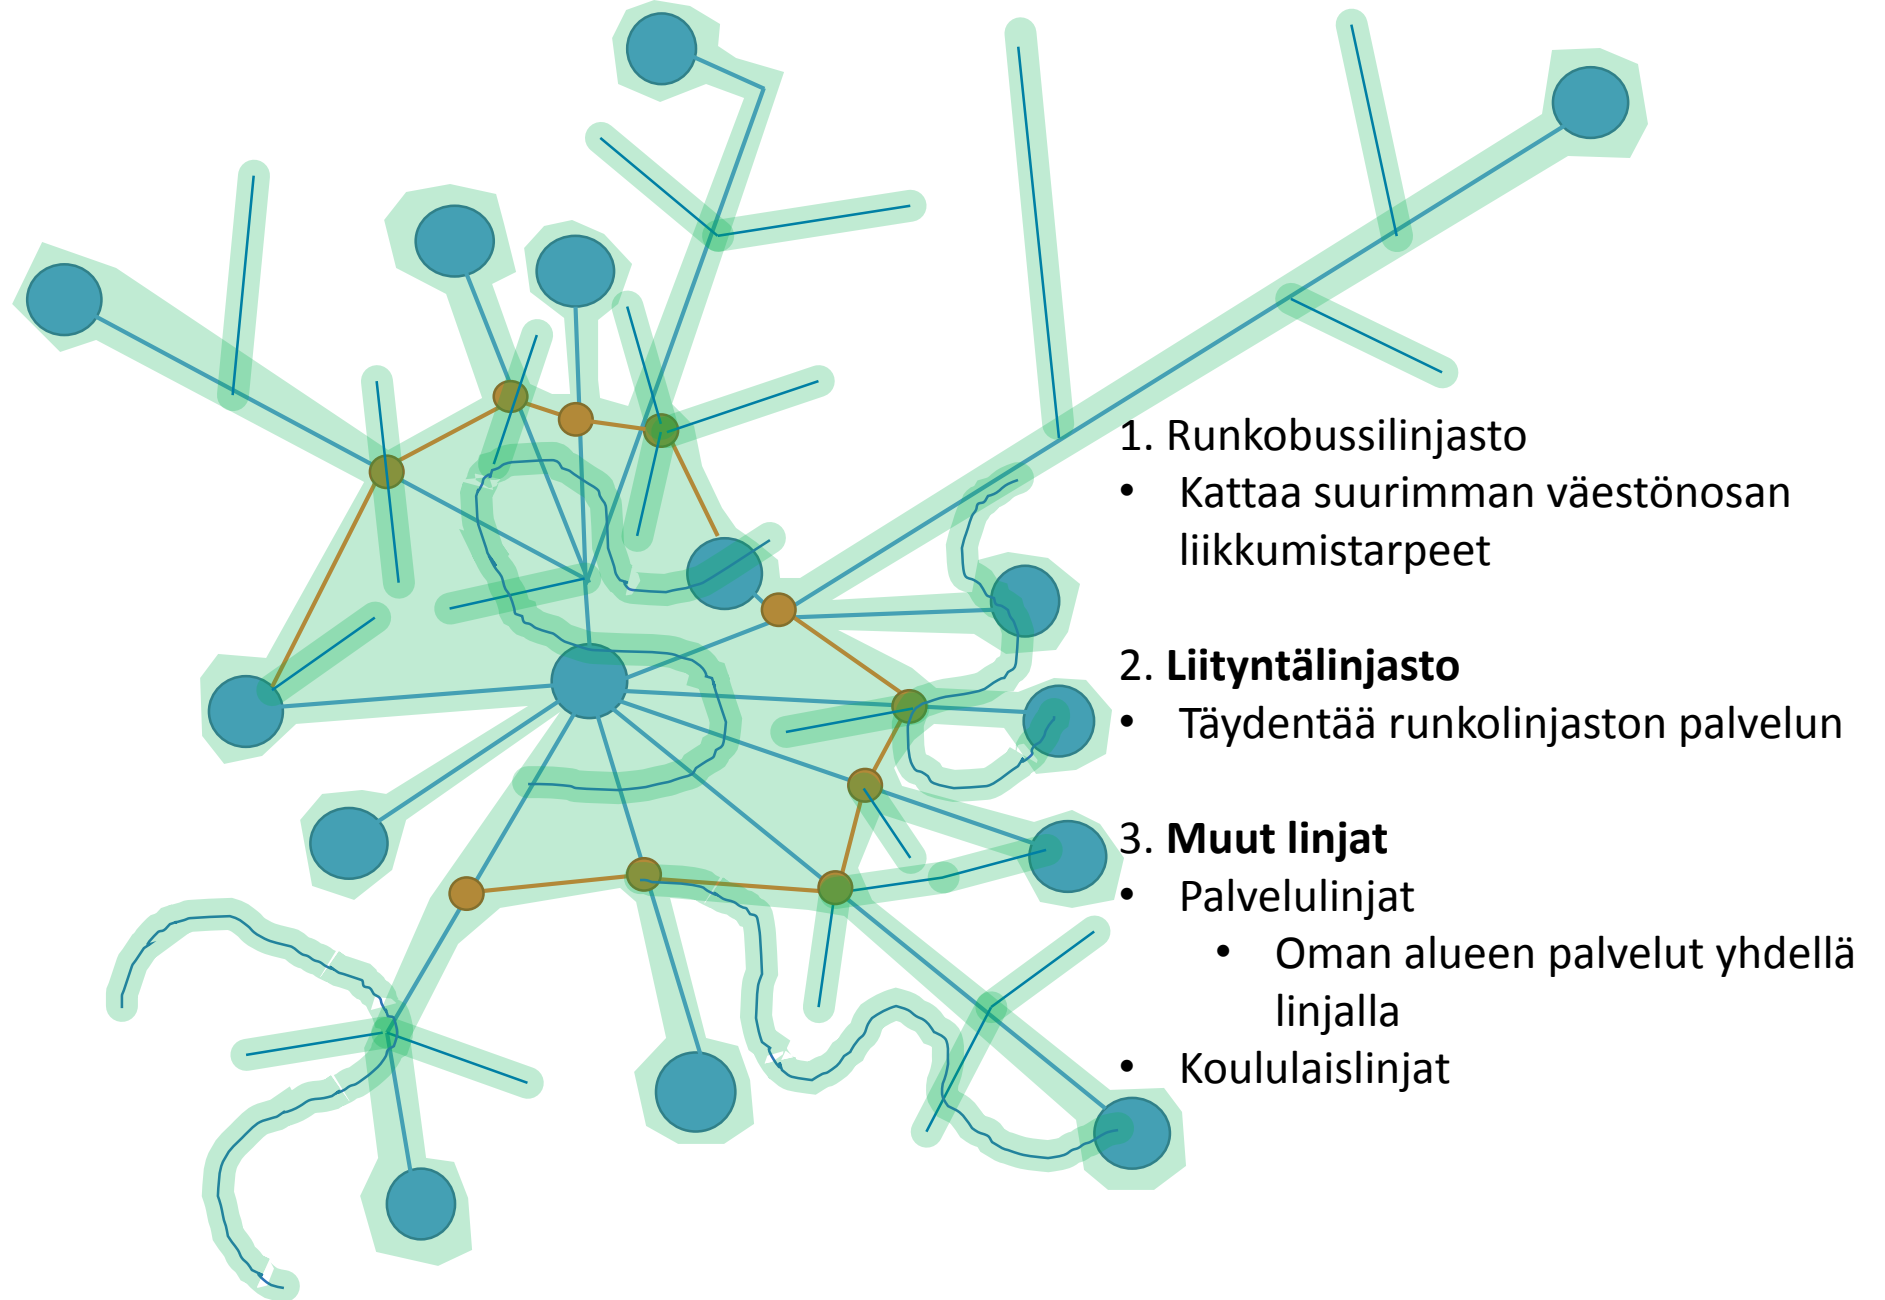 1. Runkobussilinjasto
• Kattaa suurimman väestönosan
liikkumistarpeet
2. Liityntälinjasto
• Täydentää runkolinjaston palvelun
3. Muut linjat
• Palvelulinjat
• Oman alueen palvelut yhdellä
linjalla
• Koululaislinjat